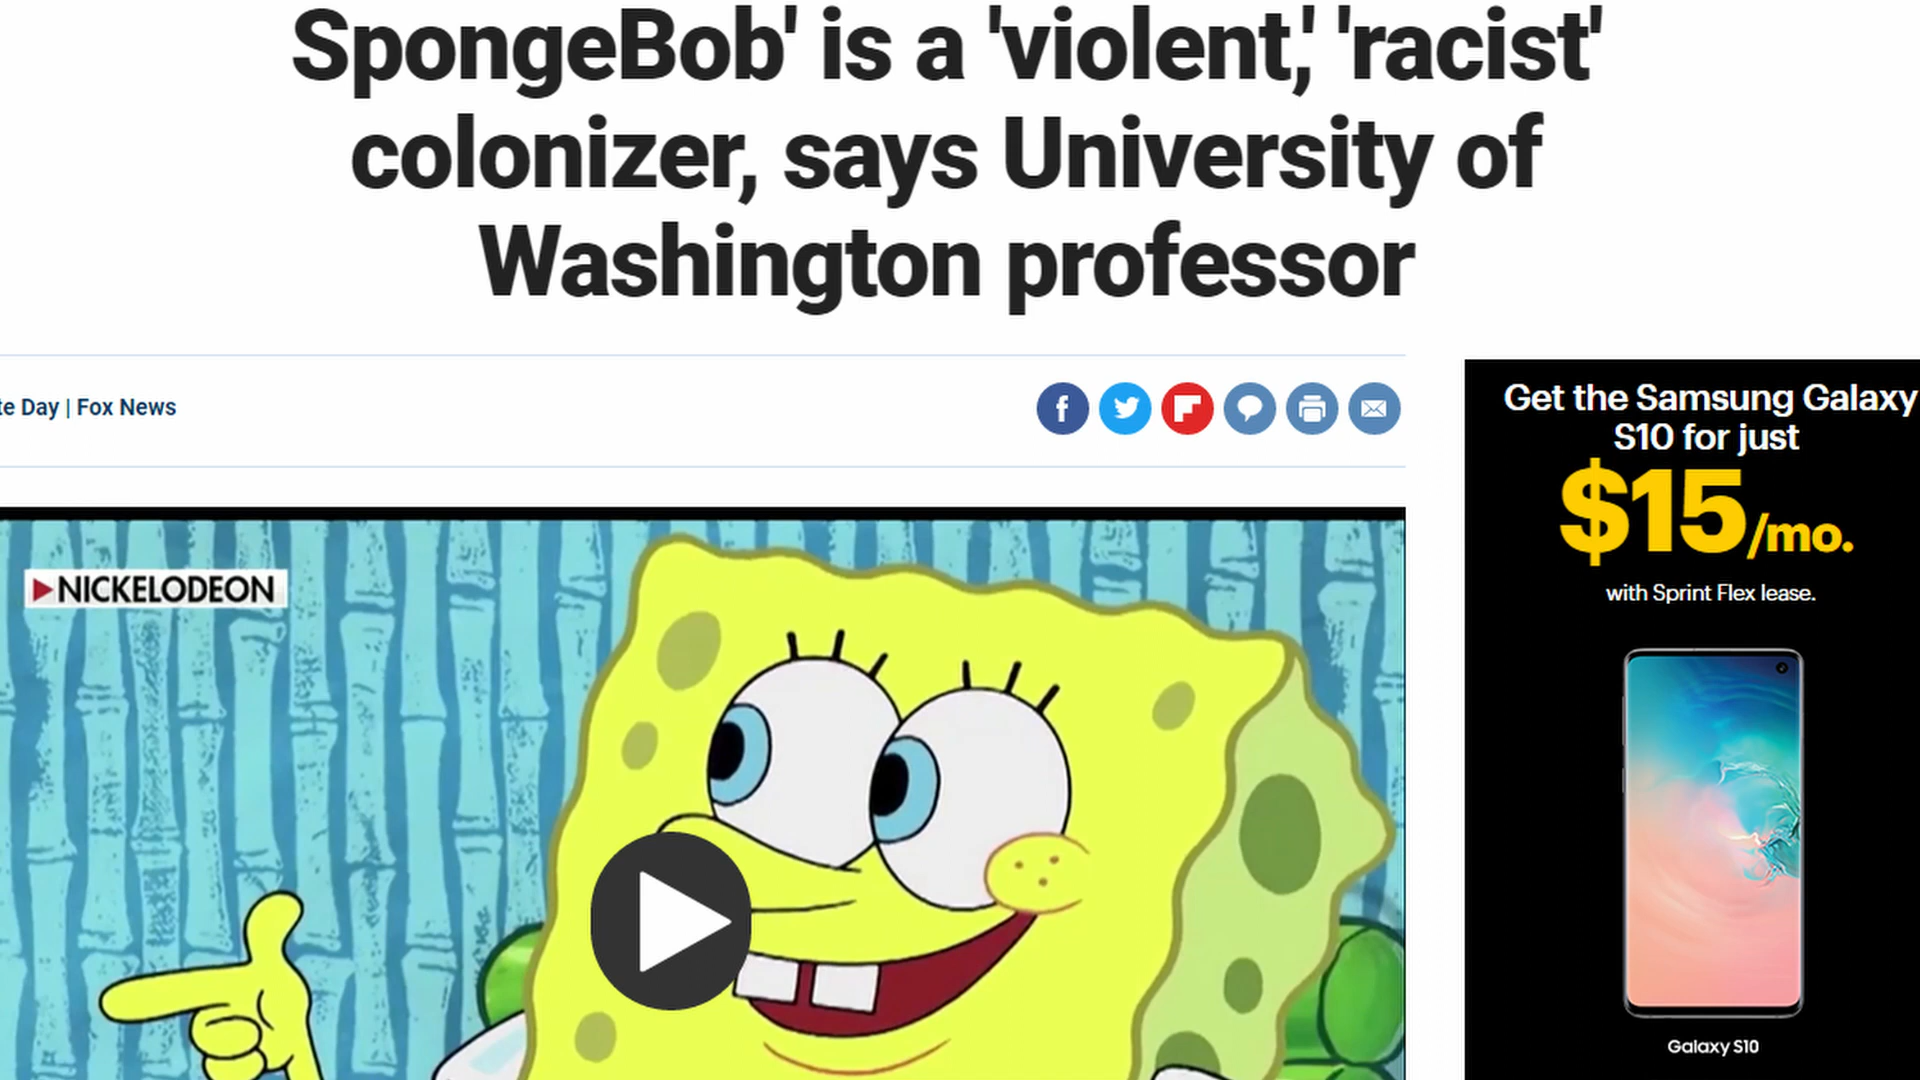 SpongeBob' is a 'violent,' 'racist'
colonizer, says University of
Washington professor
te Day | Fox News
f
Get the Samsung Galaxy
S10 for just
$15/mo.
with Sprint Flex lease.
NICKELODEON
Galaxy S10